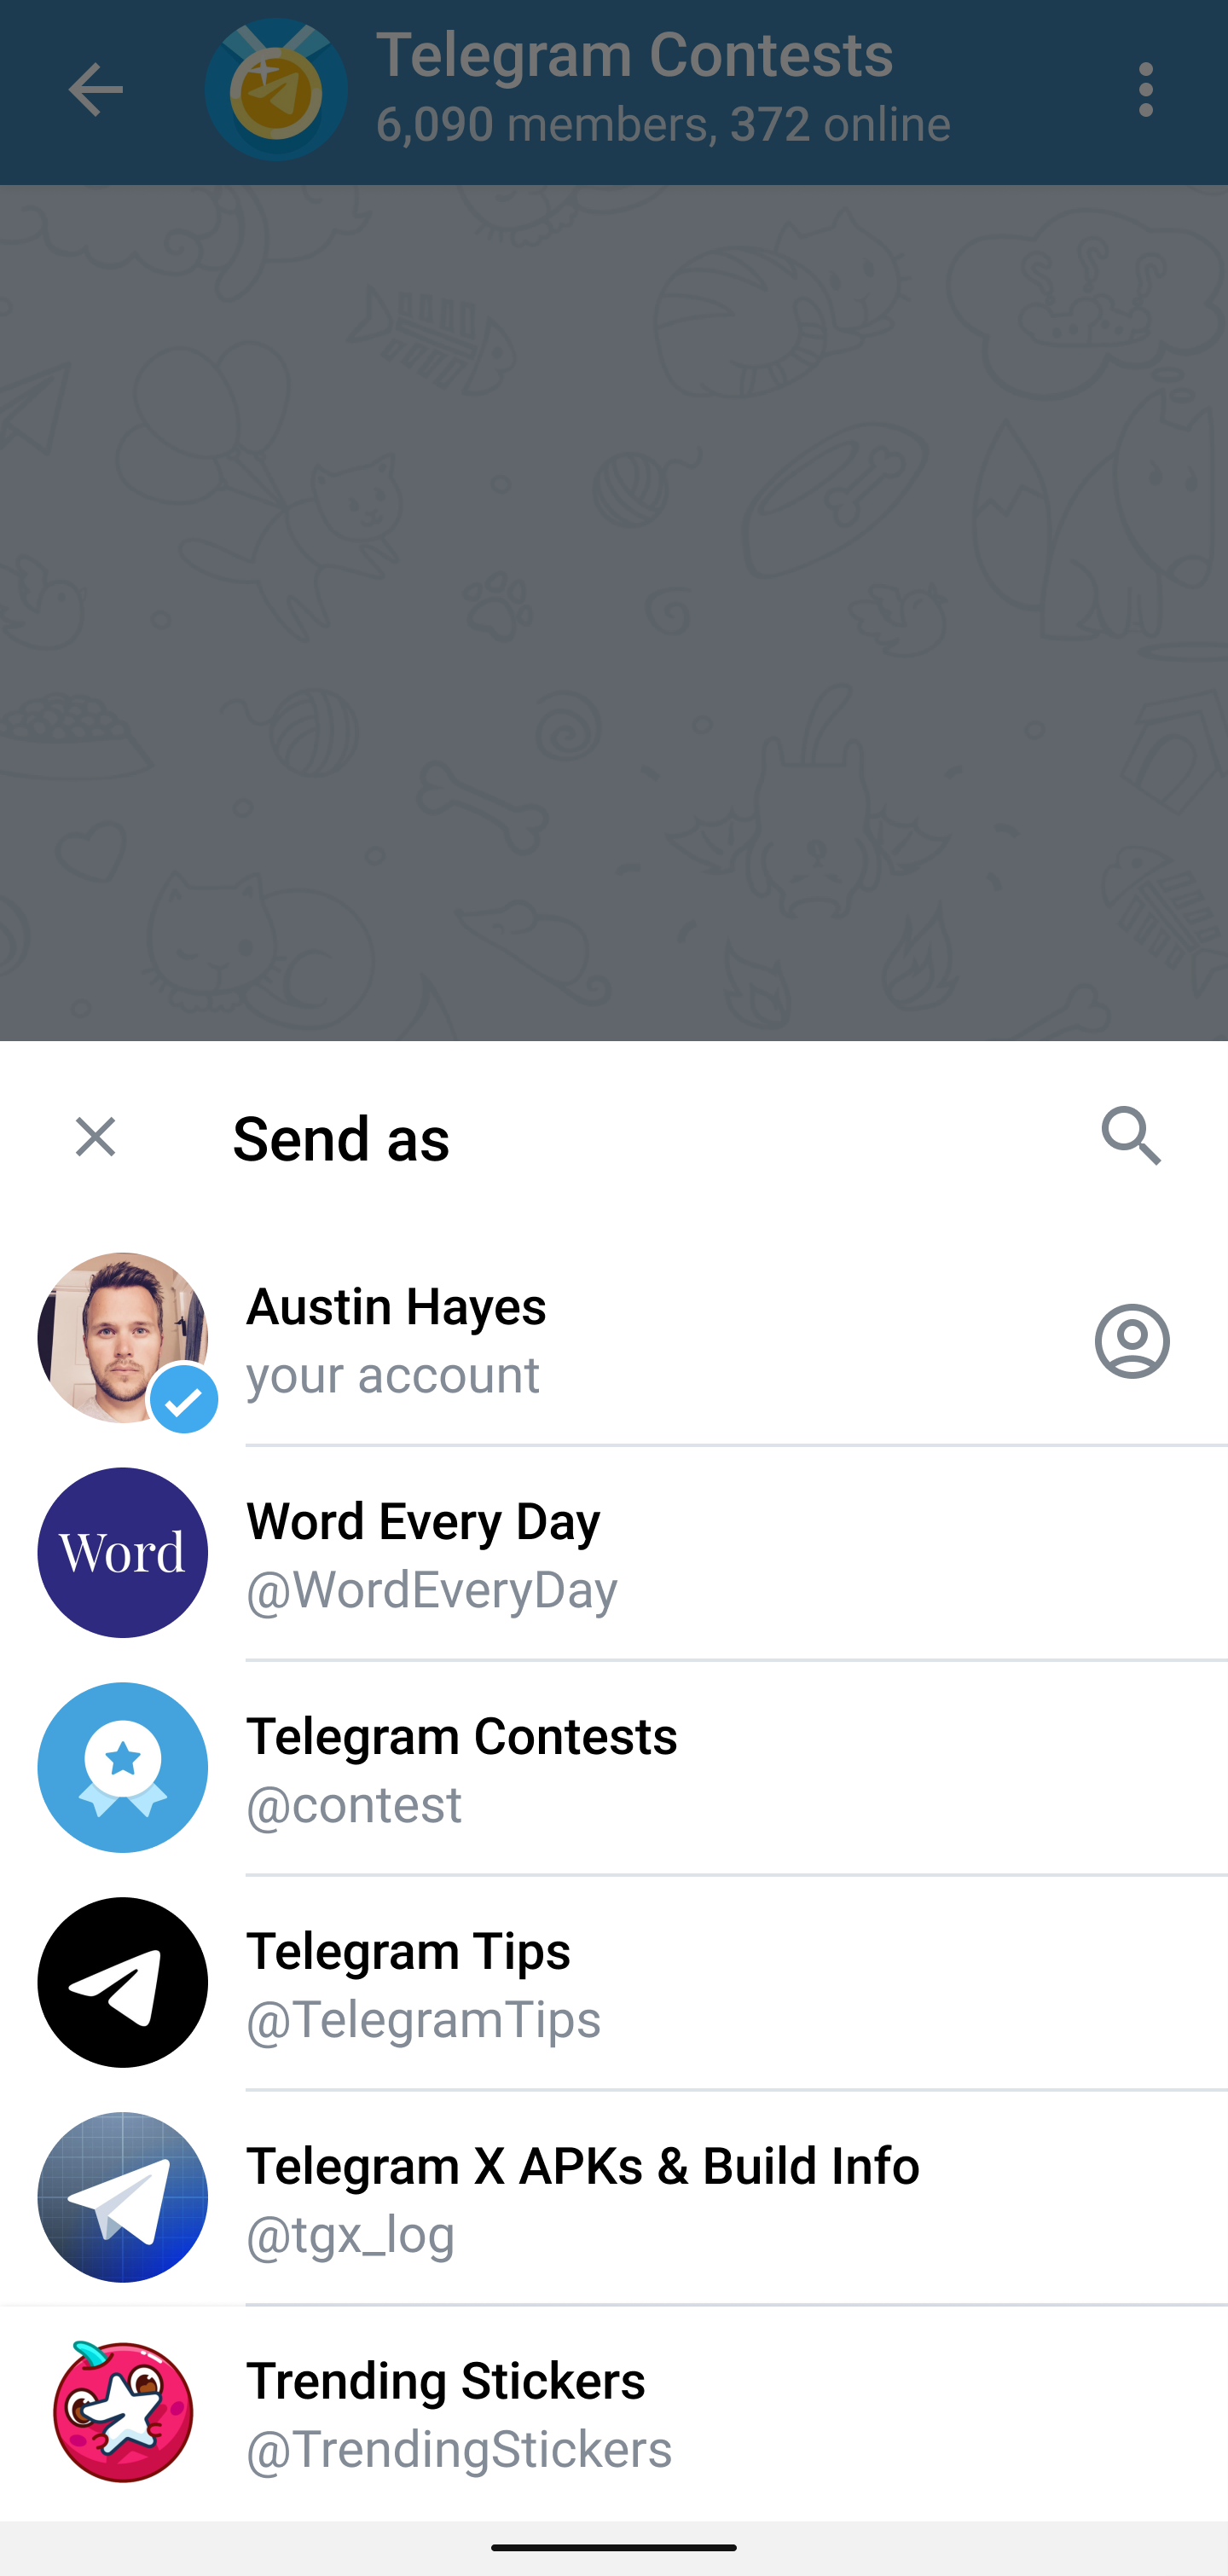 Telegram Contests
6,090 members, 372 online
Send as
Austin Hayes
your account
Word
Word Every Day
@WordEveryDay
Telegram Contests
@contest
Telegram Tips
@TelegramTips
Telegram X APKs & Build Info
@tgx_log
Trending Stickers
@TrendingStickers